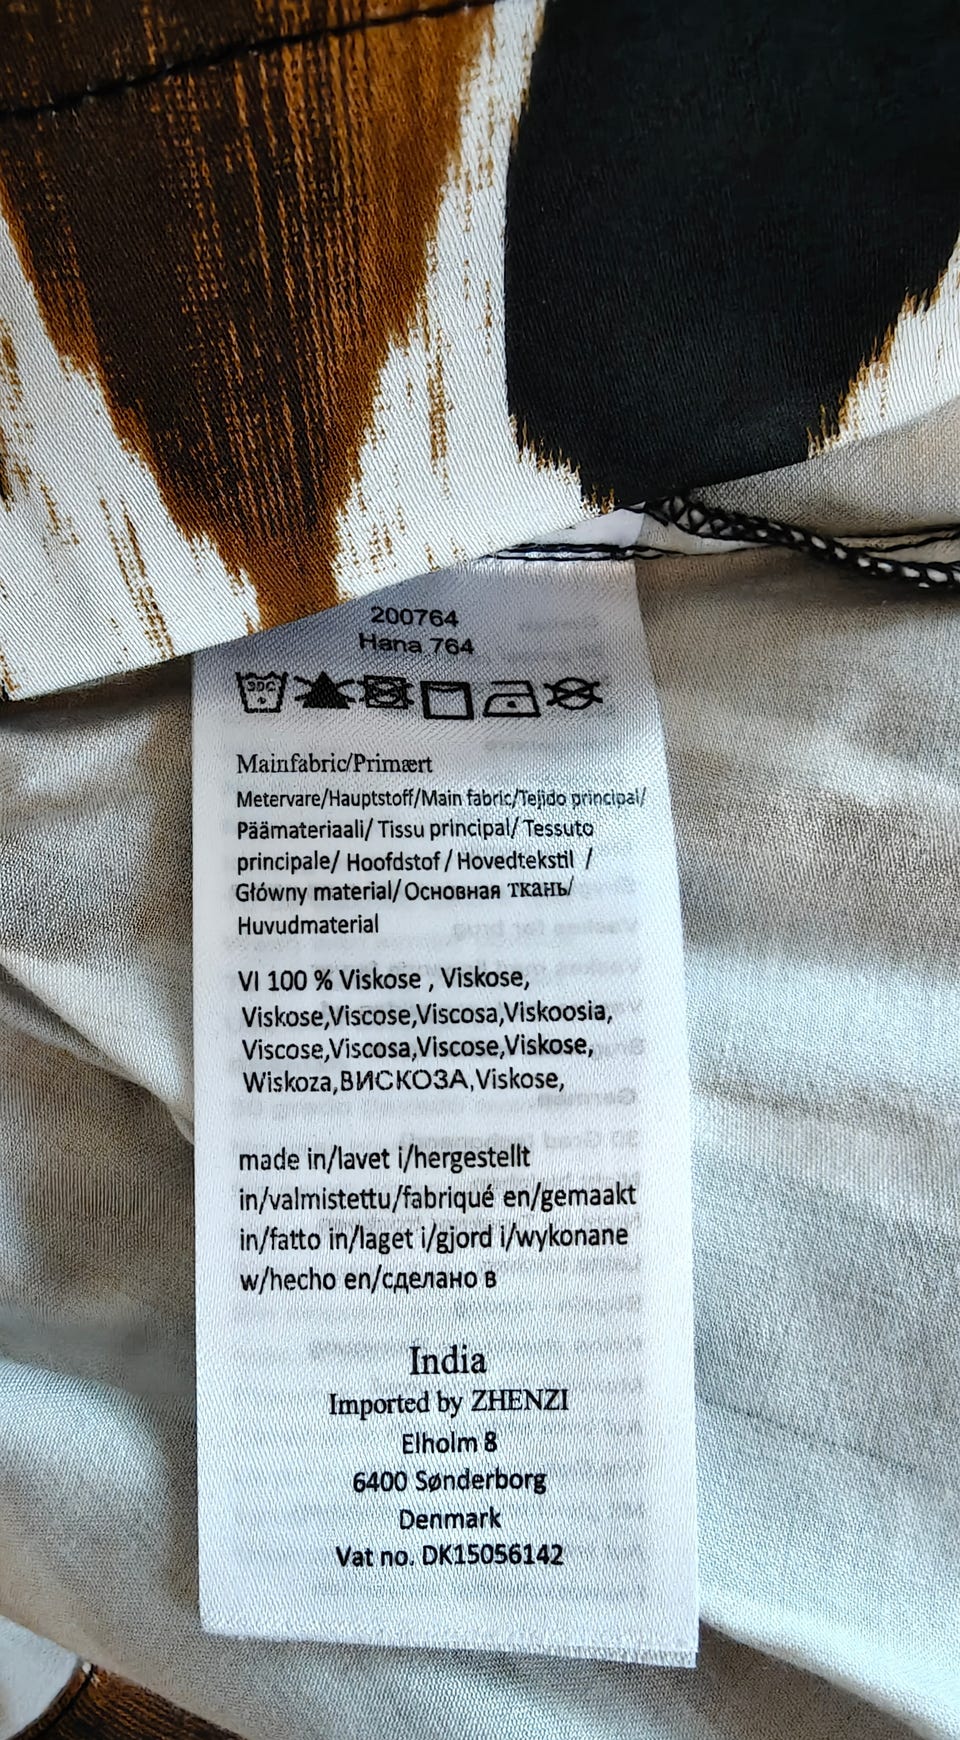 200764
Hana 764
30C
Mainfabric/Primært
Metervare/Hauptstoff/Main fabric/Tejido principal/
Päämateriaali/ Tissu principal/ Tessuto
principale/ Hoofdstof / Hovedtekstil /
Główny material/ Основная ткань/
Huvudmaterial
VI 100 % Viskose , Viskose,
Viskose,Viscose,Viscosa,Viskoosia,
Viscose,Viscosa,Viscose,Viskose,
Wiskoza,ВИСКОЗА,Viskose,
made in/lavet i/hergestellt
in/valmistettu/fabriqué en/gemaakt
in/fatto in/laget i/gjord i/wykonane
w/hecho en/сделано в
India
Imported by ZHENZI
Elholm 8
6400 Sønderborg
Denmark
Vat no. DK15056142